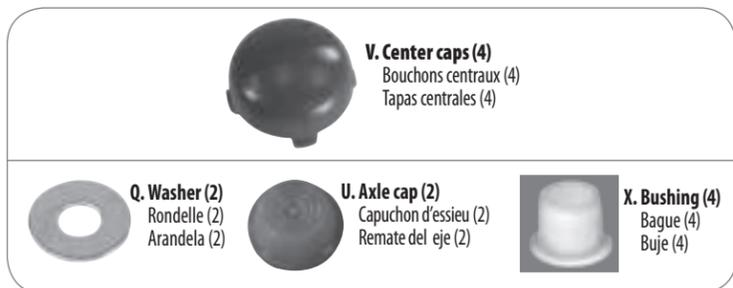 V. Center caps (4)
Bouchons centraux (4)
Tapas centrales (4)
Q. Washer (2)
Rondelle (2)
Arandela (2)
U. Axle cap (2)
Capuchon d'essieu (2)
Remate del eje (2)
X. Bushing (4)
Bague (4)
Buje (4)